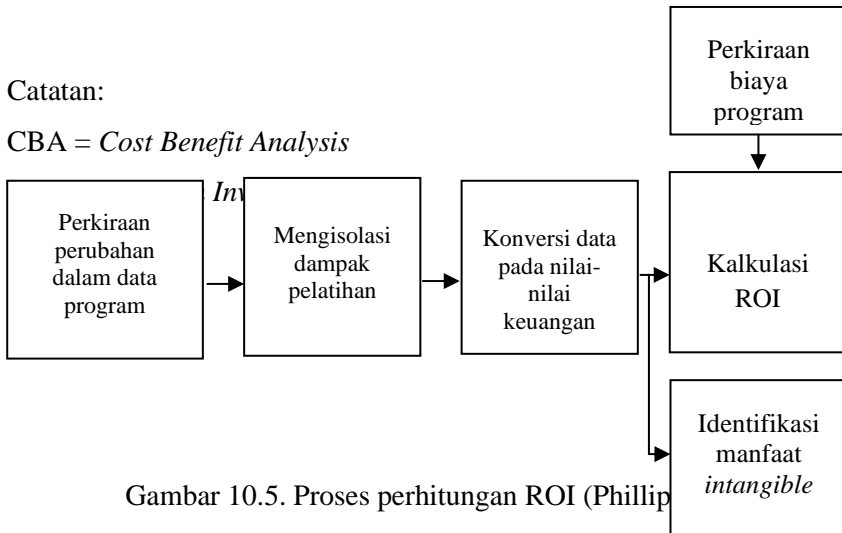 Catatan:
CBA = Cost Benefit Analysis
Perkiraan
perubahan
dalam data
program
Mengisolasi
dampak
pelatihan
Konversi data
pada nilai-
nilai
keuangan
Perkiraan
biaya
program
Kalkulasi
ROI
Identifikasi
manfaat
intangible
Gambar 10.5. Proses perhitungan ROI (Phillip